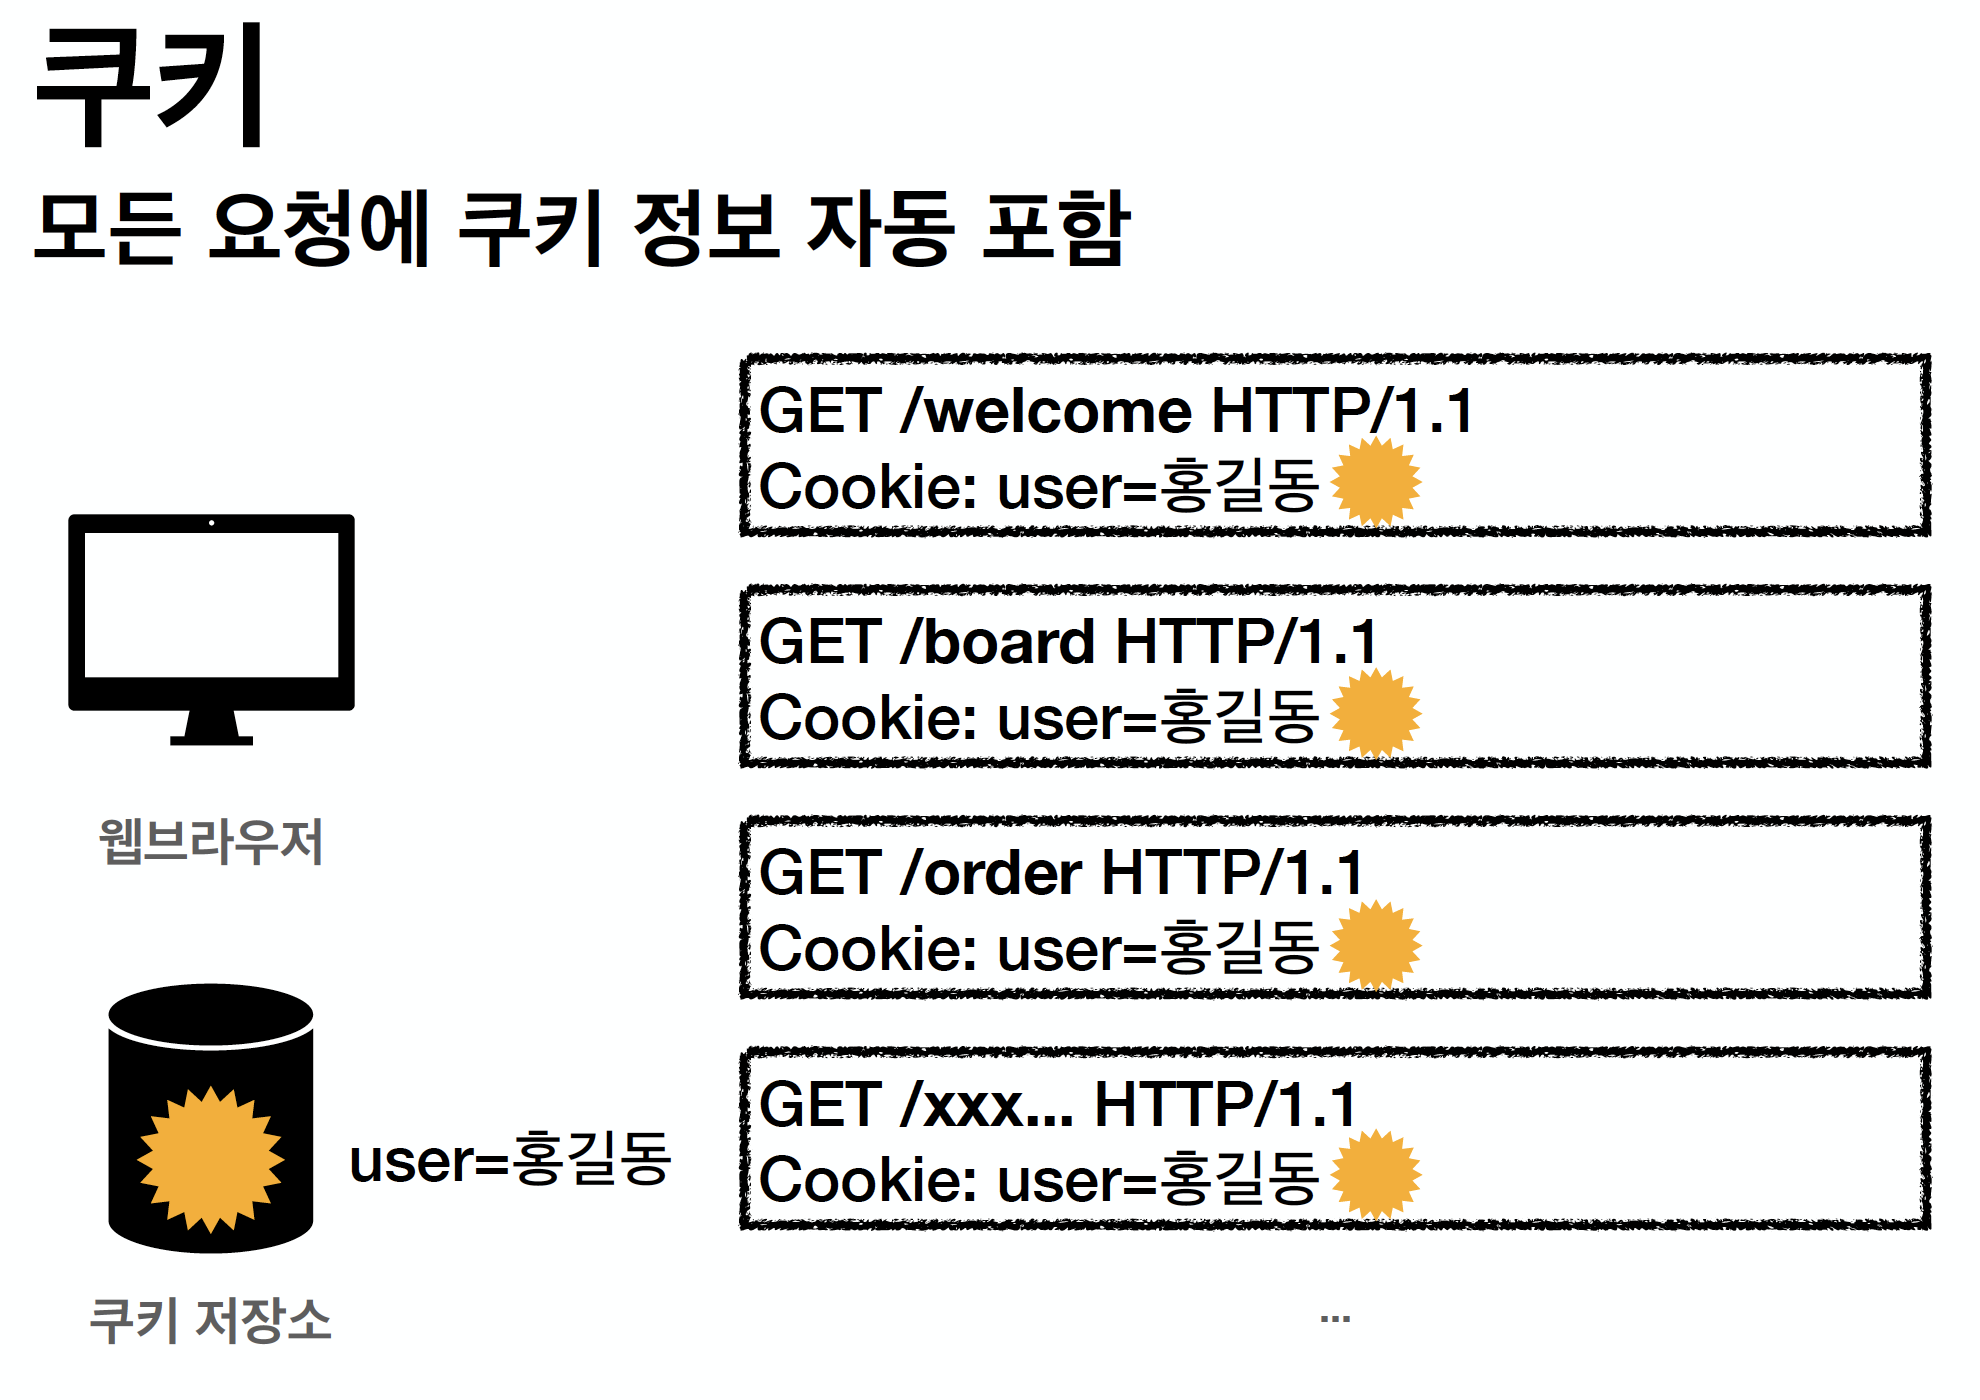 쿠키
모든 요청에 쿠키 정보 자동 포함
GET /welcome HTTP/1.1
Cookie: user=홍길동
GET /board HTTP/1.1
Cookie: user=홍길동
웹브라우저
GET /order HTTP/1.1
Cookie: user=홍길동
GET /xxx... HTTP/1.1
Cookie: user=홍길동
user=홍길동
쿠키 저장소
...